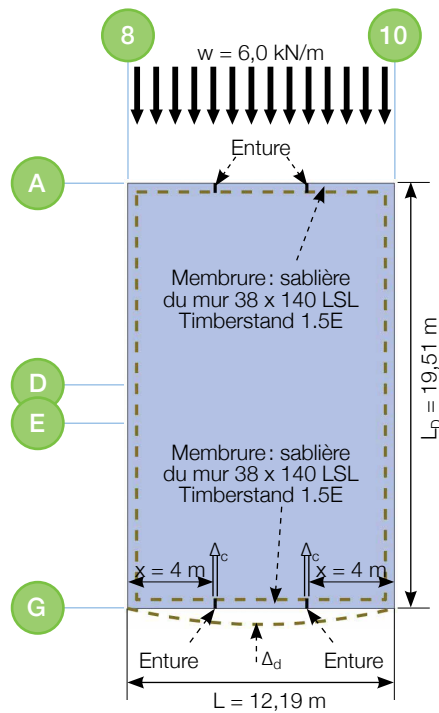 8
10
w = 6,0 kN/m
Enture
A
Membrure : sablière
du mur 38 x 140 LSL
Timberstand 1.5E
D
E
L_D = 19,51 m
Membrure : sablière
du mur 38 x 140 LSL
Timberstand 1.5E
Δc
Δc
x = 4 m
x = 4 m
G
Enture
Δd
Enture
L = 12,19 m